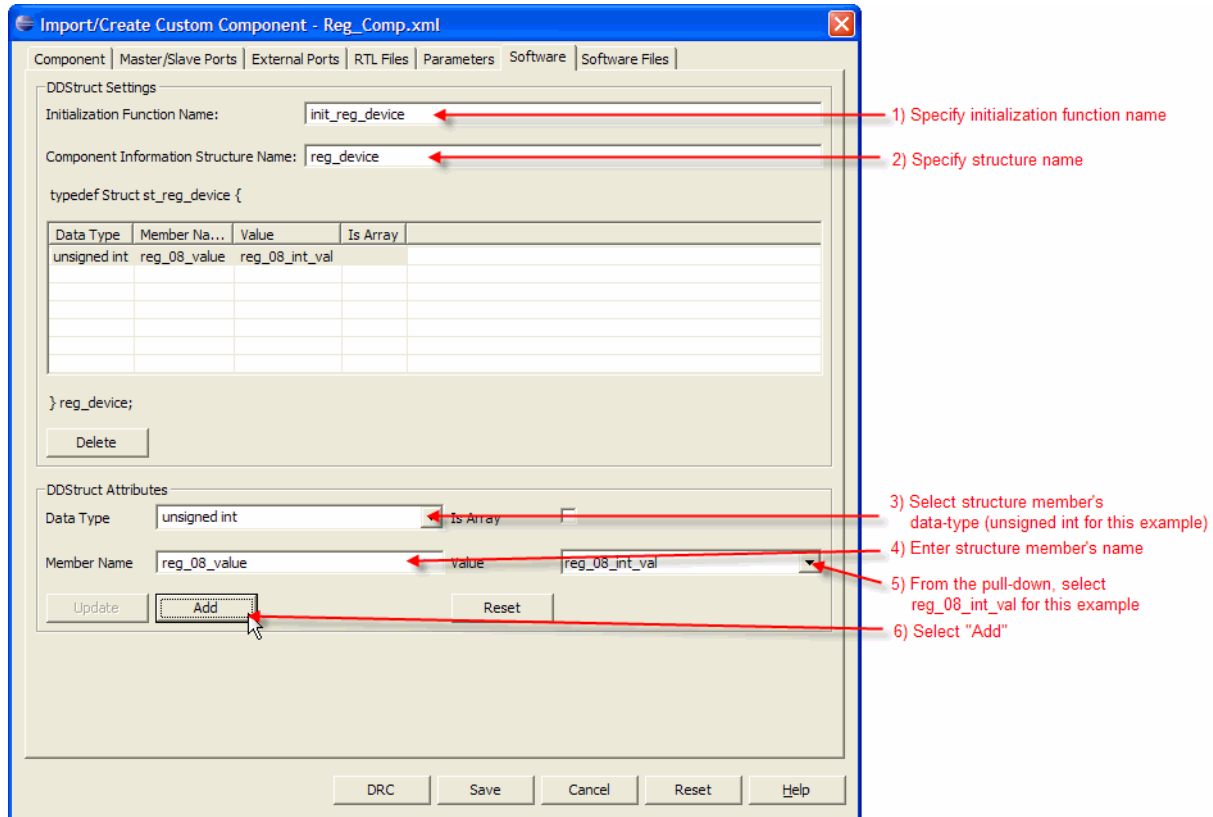 Import/Create Custom Component - Reg_Comp.xml
Component Master/Slave Ports External Ports RTL Files Parameters Software Software Files
DDStruct Settings
Initialization Function Name: init_reg_device
1) Specify initialization function name
Component Information Structure Name: reg_device
2) Specify structure name
typedef Struct st_reg_device {
Data Type Member Na... Value Is Array
unsigned int reg_08_value reg_08_int_val
} reg_device;
Delete
DDStruct Attributes
Data Type unsigned int Is Array
3) Select structure member's
data-type (unsigned int for this example)
Member Name reg_08_value Value reg_08_int_val
4) Enter structure member's name
5) From the pull-down, select
reg_08_int_val for this example
Update Add Reset
6) Select "Add"
DRC Save Cancel Reset Help